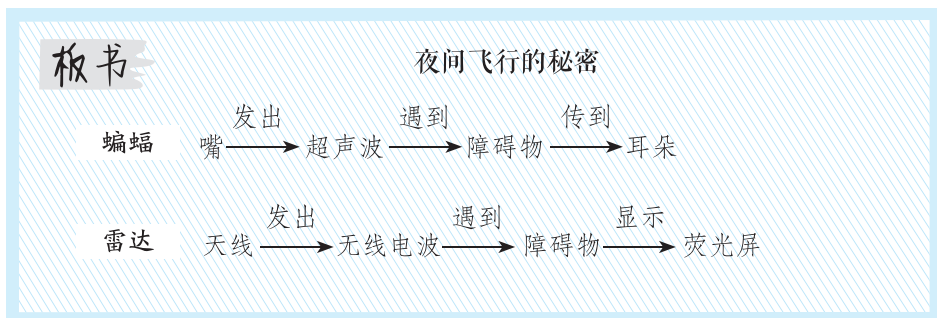 板书
夜间飞行的秘密
发出 遇到 传到
蝙蝠 嘴 超声波 障碍物 耳朵
发出 遇到 显示
雷达 天线 无线电波 障碍物 荧光屏